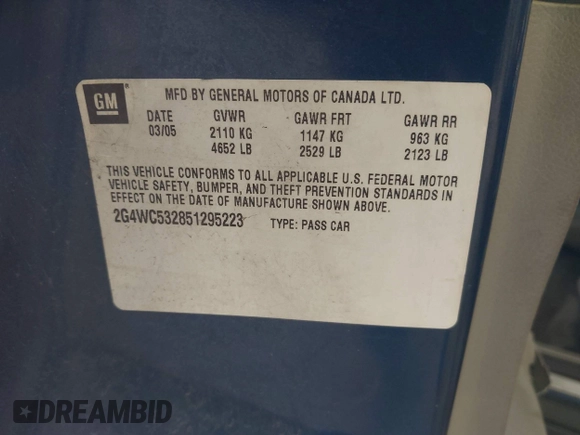 GM
MFD BY GENERAL MOTORS OF CANADA LTD.
DATE GVWR GAWR FRT GAWR RR
03/05 2110 KG 1147 KG 963 KG
4652 LB 2529 LB 2123 LB
THIS VEHICLE CONFORMS TO ALL APPLICABLE U.S. FEDERAL MOTOR
VEHICLE SAFETY, BUMPER, AND THEFT PREVENTION STANDARDS IN
EFFECT ON THE DATE OF MANUFACTURE SHOWN ABOVE.
2G4WC532851295223 TYPE: PASS CAR
DREAMBID